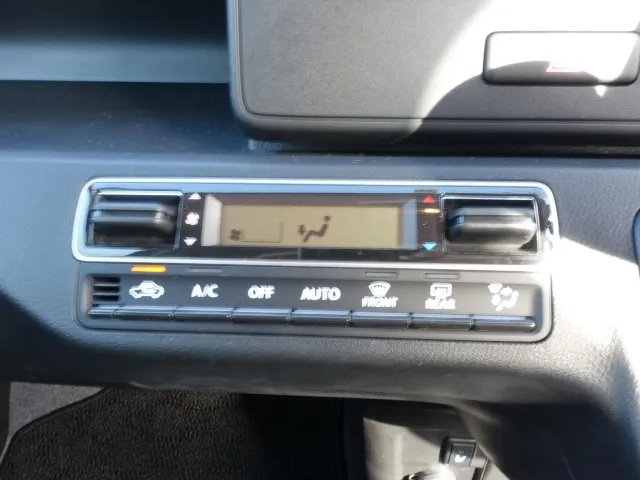 A/C OFF AUTO FRONT REAR